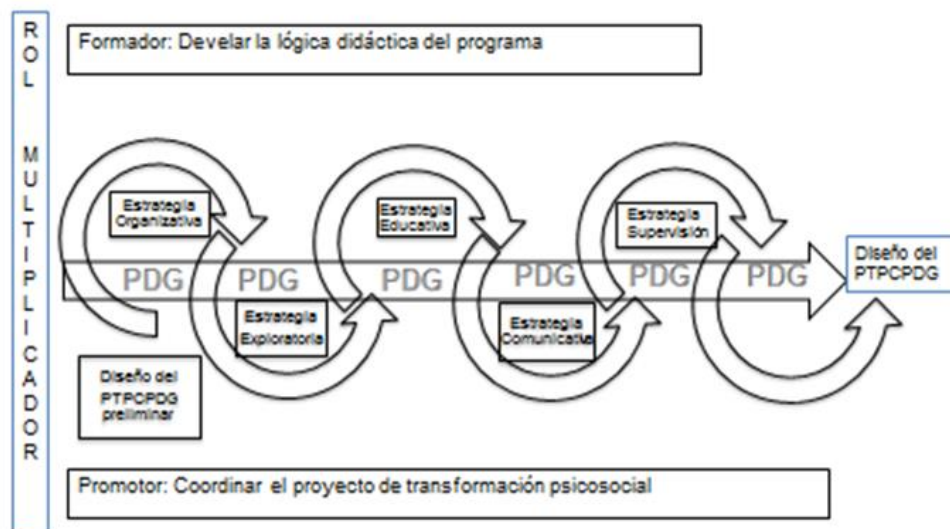 ROL MULTIPLICADOR
Formador: Develar la lógica didáctica del programa
Estrategia
Organizativa
Estrategia
Educativa
Estrategia
Supervisión
PDG PDG PDG PDG PDG PDG
Diseño del
PTPCPDG
Estrategia
Exploratoria
Estrategia
Comunicativa
Diseño del
PTPCPDG
preliminar
Promotor: Coordinar el proyecto de transformación psicosocial